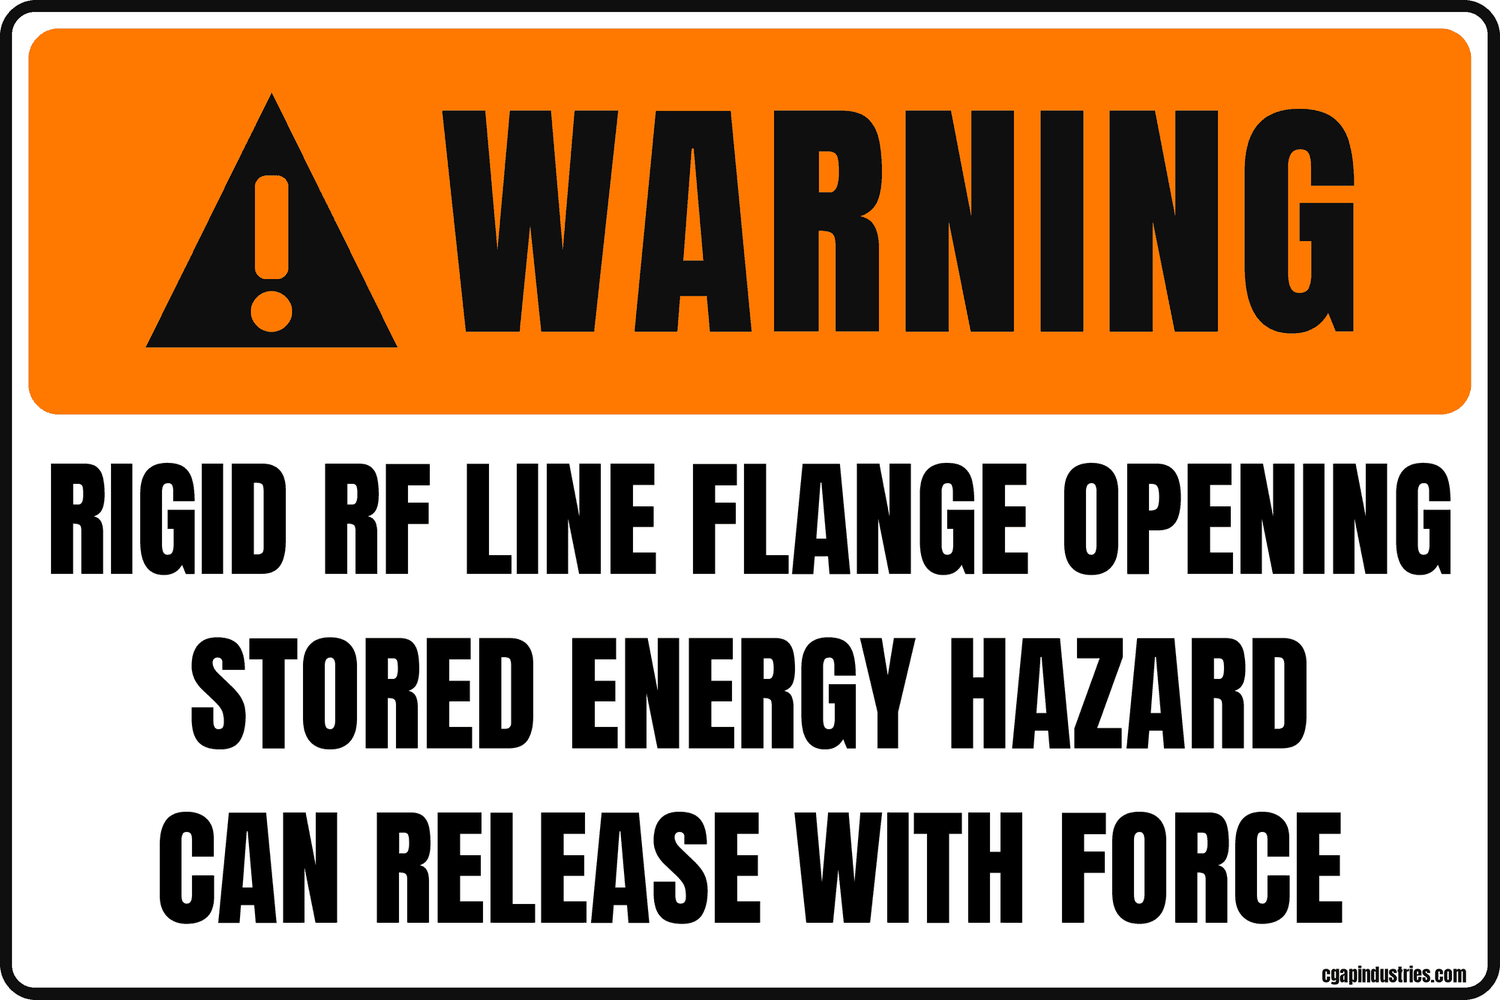 WARNING
RIGID RF LINE FLANGE OPENING
STORED ENERGY HAZARD
CAN RELEASE WITH FORCE
cgapindustries.com